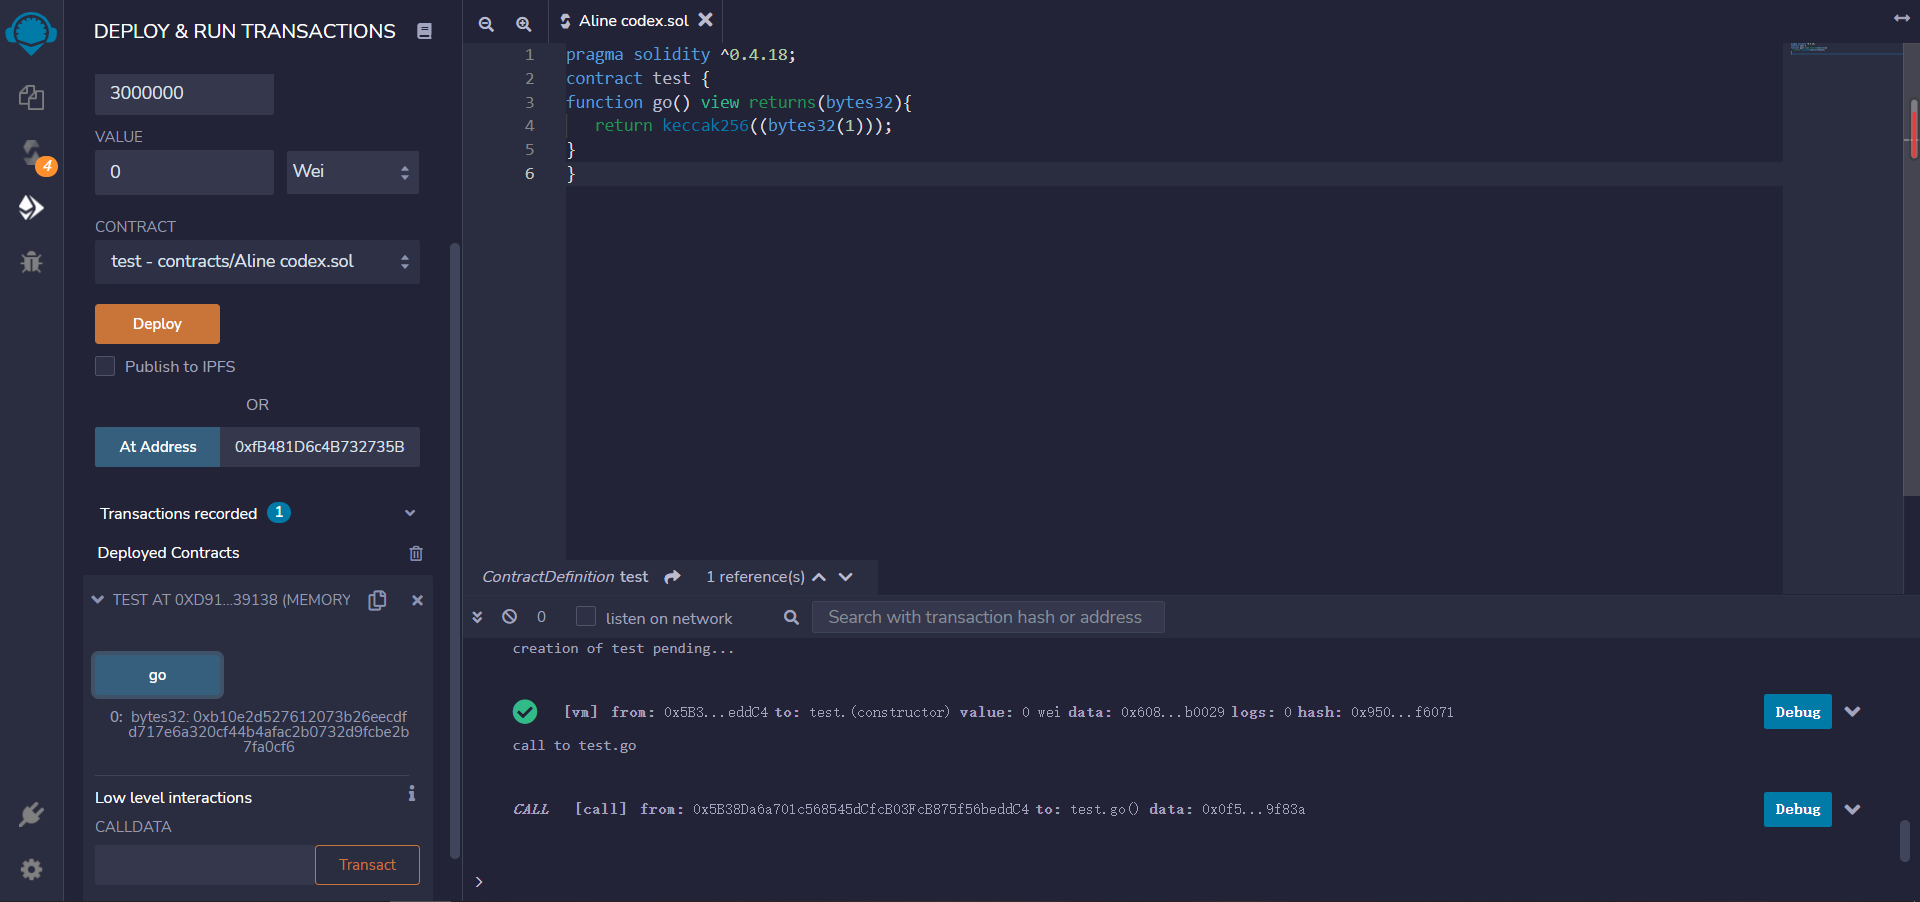 DEPLOY & RUN TRANSACTIONS
3000000
VALUE
0
Wei
CONTRACT
test - contracts/Aline codex.sol
Deploy
Publish to IPFS
OR
At Address
0xfB481D6c4B732735B
Transactions recorded 1
Deployed Contracts
TEST AT 0XD91...39138 (MEMORY
go
0: bytes32: 0xb10e2d527612073b26eecdf
d717e6a320cf44b4afac2b0732d9fcbe2b
7fa0cf6
Low level interactions
CALLDATA
Transact
4
Aline codex.sol
1 pragma solidity ^0.4.18;
2 contract test {
3 function go() view returns(bytes32){
4 return keccak256((bytes32(1)));
5 }
6 }
ContractDefinition test 1 reference(s)
0 listen on network Search with transaction hash or address
creation of test pending...
[vm] from: 0x5B3...eddC4 to: test.(constructor) value: 0 wei data: 0x608...b0029 logs: 0 hash: 0x950...f6071 Debug
call to test.go
CALL [call] from: 0x5B38Da6a701c568545dCfcB03FcB875f56beddC4 to: test.go() data: 0x0f5...9f83a Debug
>